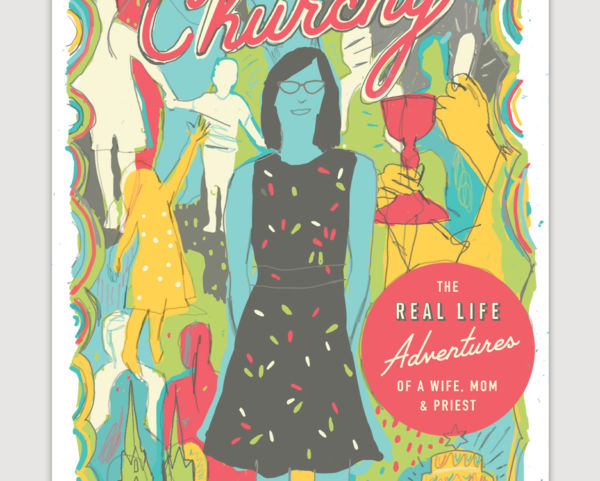 Churchy
THE
REAL LIFE
Adventures
OF A WIFE, MOM
& PRIEST